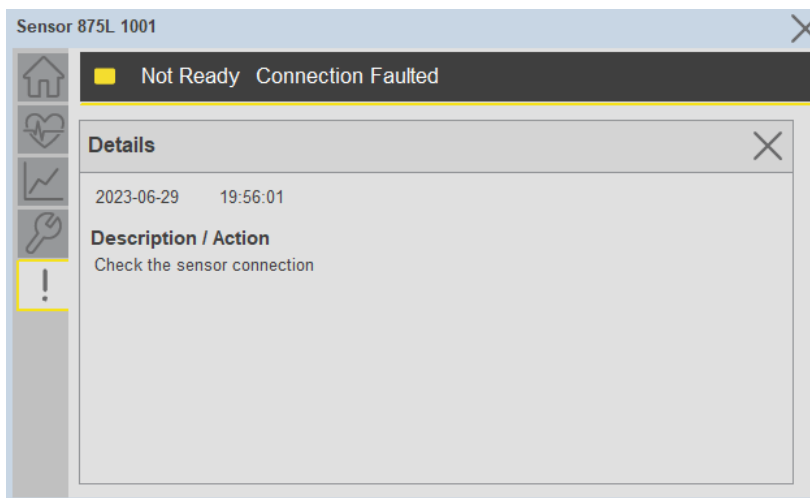 Sensor 875L 1001
Not Ready Connection Faulted
Details
2023-06-29 19:56:01
Description / Action
Check the sensor connection